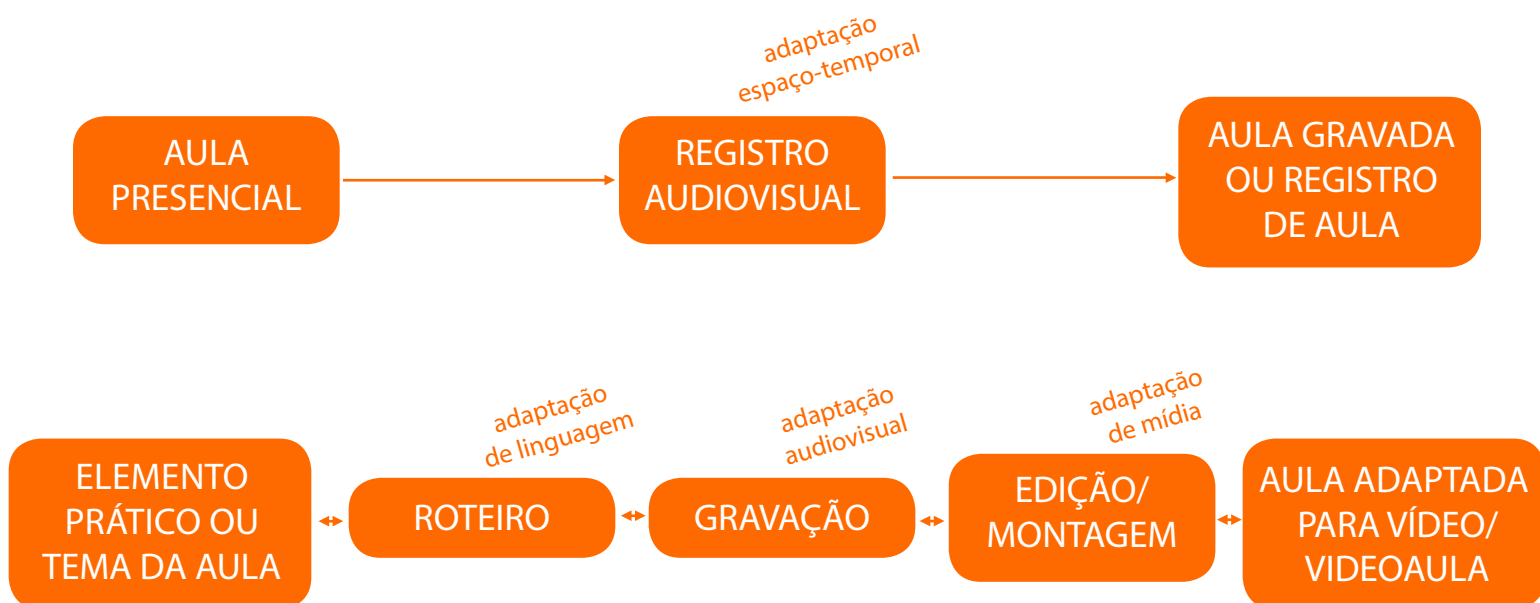 adaptação
espaço-temporal
AULA
PRESENCIAL
REGISTRO
AUDIOVISUAL
AULA GRAVADA
OU REGISTRO
DE AULA
adaptação
de linguagem
adaptação
audiovisual
adaptação
de mídia
ELEMENTO
PRÁTICO OU
TEMA DA AULA
ROTEIRO
GRAVAÇÃO
EDIÇÃO/
MONTAGEM
AULA ADAPTADA
PARA VÍDEO/
VIDEOAULA